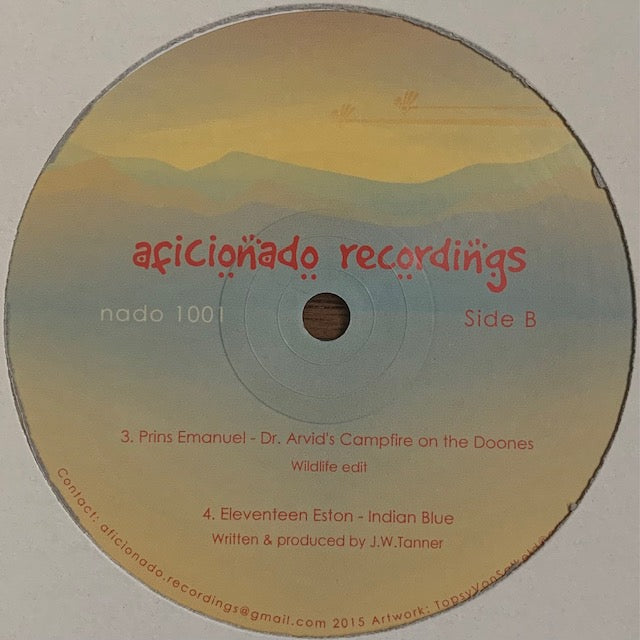 aficionado recordings
nado 1001
Side B
3. Prins Emanuel - Dr. Arvid's Campfire on the Doones
Wildlife edit
4. Eleventeen Eston - Indian Blue
Written & produced by J.W.Tanner
Contact: aficionado.recordings@gmail.com 2015 Artwork: